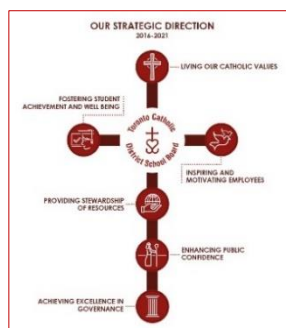 OUR STRATEGIC DIRECTION
2016-2021
LIVING OUR CATHOLIC VALUES
FOSTERING STUDENT
ACHIEVEMENT AND WELL BEING
Toronto Catholic
District School Board
INSPIRING AND
MOTIVATING EMPLOYEES
PROVIDING STEWARDSHIP
OF RESOURCES
ENHANCING PUBLIC
CONFIDENCE
ACHIEVING EXCELLENCE IN
GOVERNANCE